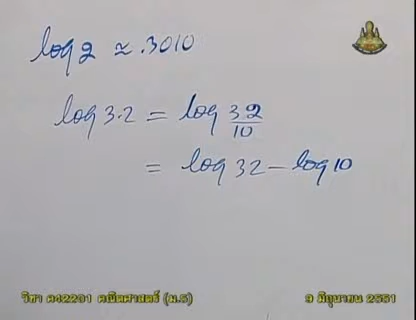 log 2 ≈ .3010
log 3.2 = log 32/10
= log 32 - log 10
วิชา ค42201 คณิตศาสตร์ (ม.5)
9 มิถุนายน 2551